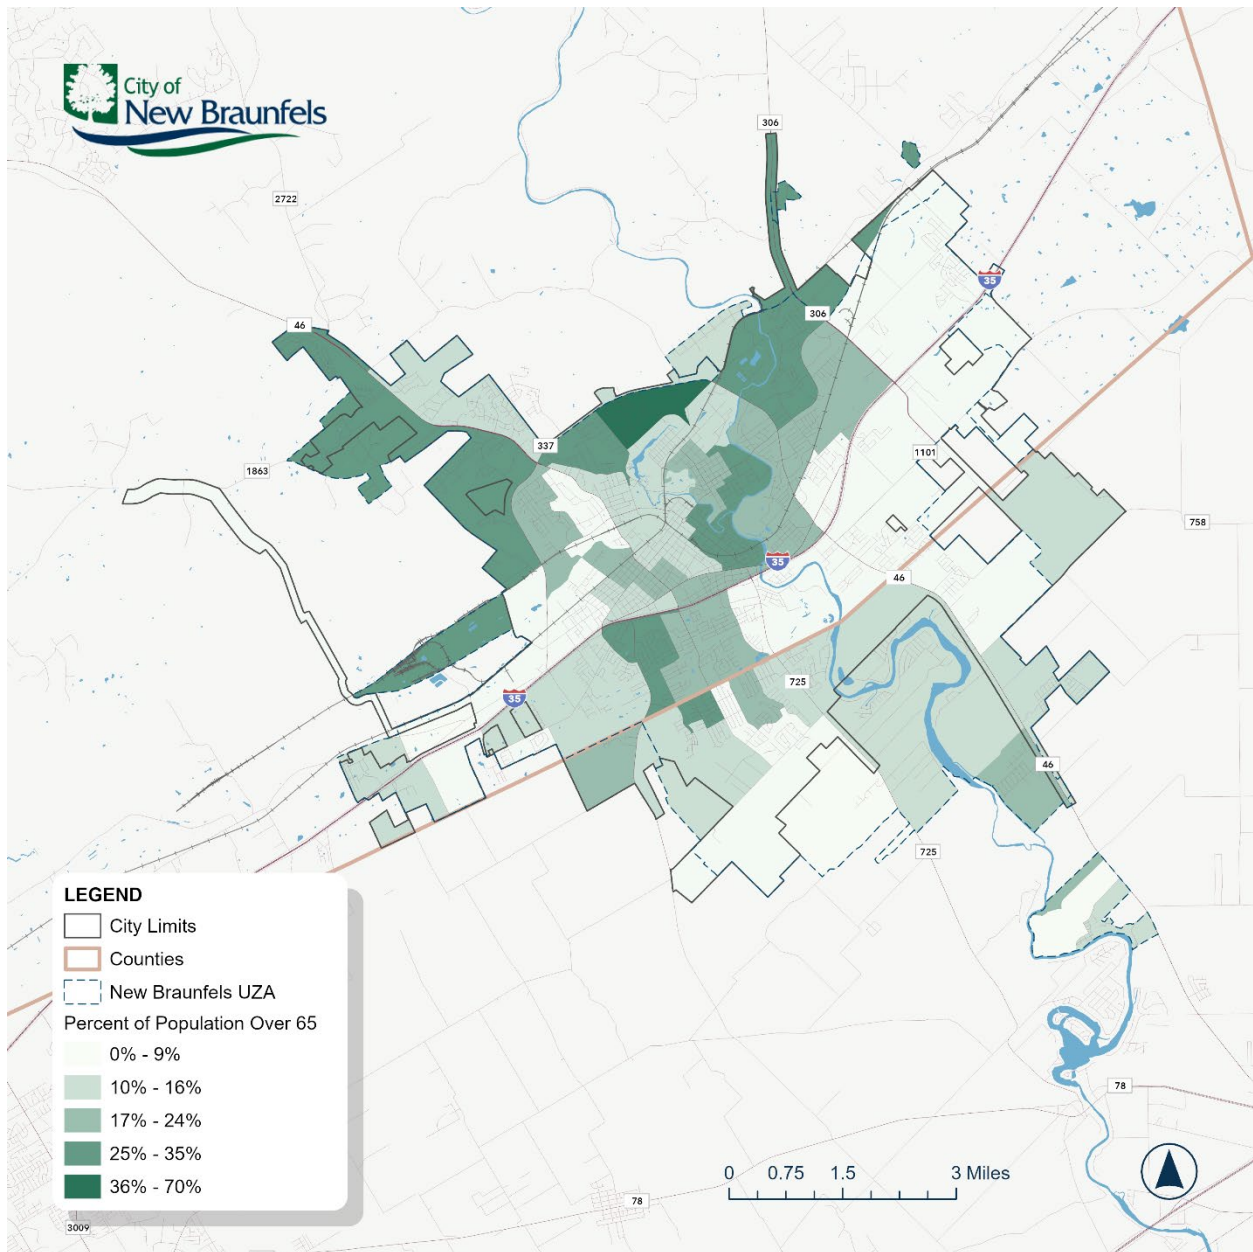 City of
New Braunfels
306
2722
46
306
35
337
1863
1101
758
46
35
725
35
46
725
LEGEND
City Limits
Counties
New Braunfels UZA
Percent of Population Over 65
0% - 9%
10% - 16%
17% - 24%
25% - 35%
36% - 70%
78
0 0.75 1.5 3 Miles
78
3009